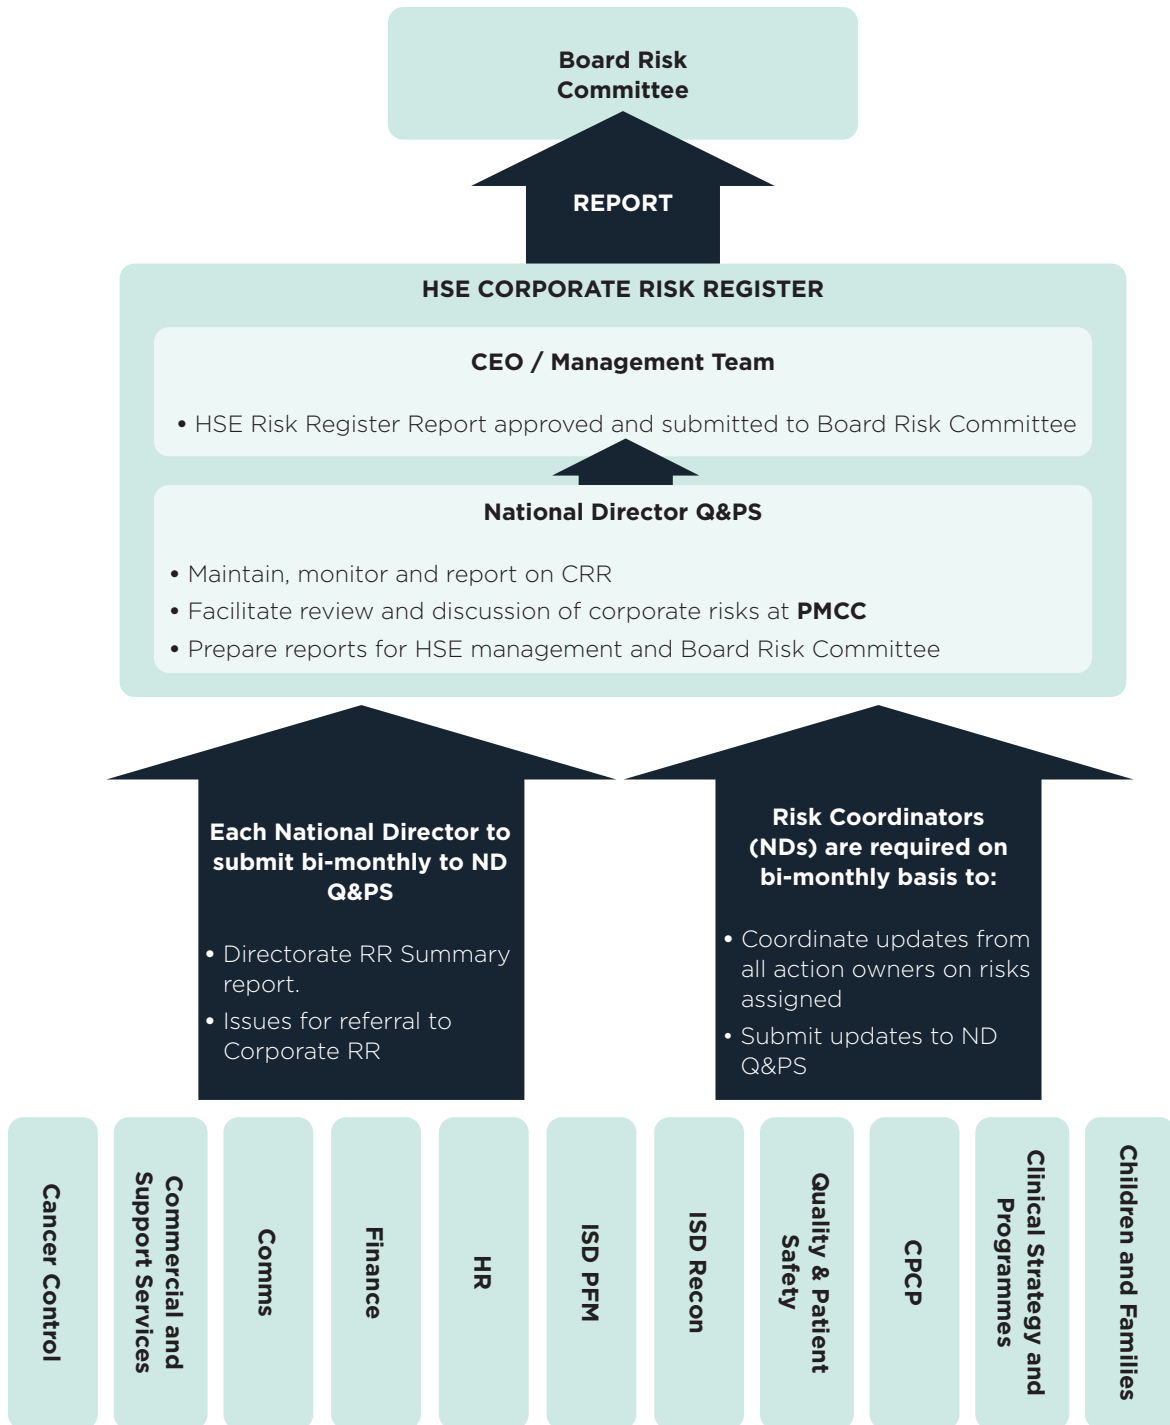 Board Risk
Committee
REPORT
HSE CORPORATE RISK REGISTER
CEO / Management Team
• HSE Risk Register Report approved and submitted to Board Risk Committee
National Director Q&PS
• Maintain, monitor and report on CRR
• Facilitate review and discussion of corporate risks at PMCC
• Prepare reports for HSE management and Board Risk Committee
Each National Director to
submit bi-monthly to ND
Q&PS
• Directorate RR Summary
report.
• Issues for referral to
Corporate RR
Risk Coordinators
(NDs) are required on
bi-monthly basis to:
• Coordinate updates from
all action owners on risks
assigned
• Submit updates to ND
Q&PS
Cancer Control
Commercial and
Support Services
Comms
Finance
HR
ISD PFM
ISD Recon
Quality & Patient
Safety
CPCP
Clinical Strategy and
Programmes
Children and Families